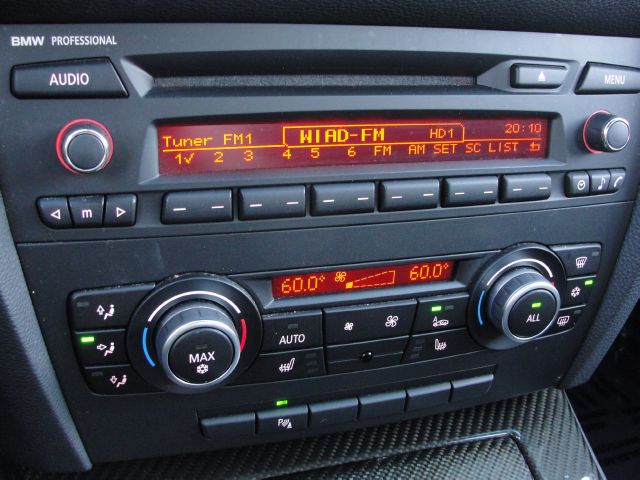 BMW PROFESSIONAL
AUDIO
MENU
Tuner FM1 WIAD-FM HD1 20:10
1✓ 2 3 4 5 6 FM AM SET SC LIST
m
60.0° 60.0°
AUTO
MAX
ALL